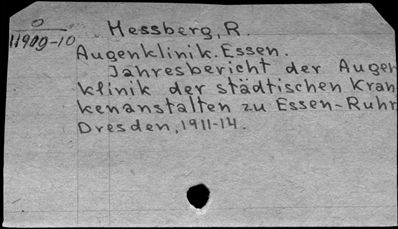 O
11909-10
Hessberg, R.
Augenklinik. Essen.
Jahresbericht der Augen
klinik der städtischen Kran
kenanstalten zu Essen-Ruhr
Dresden, 1911-14.